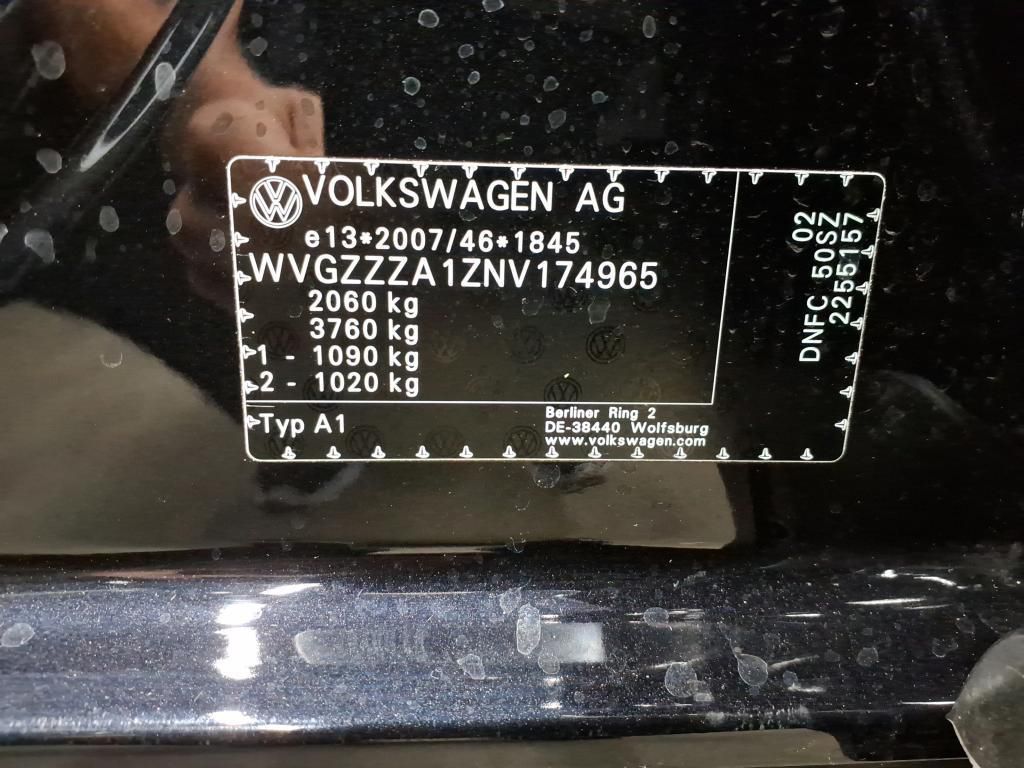 VOLKSWAGEN AG
e13*2007/46*1845
WVGZZZA1ZNV174965
2060 kg
3760 kg
1 - 1090 kg
2 - 1020 kg
Typ A1
Berliner Ring 2
DE-38440 Wolfsburg
www.volkswagen.com
02
DNFC 50SZ
2255157